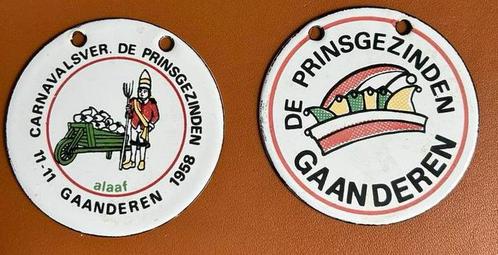 CARNAVALSVER. DE PRINSGEZINDEN
11-11 GAANDEREN 1958
alaaf
DE PRINSGEZINDEN
GAANDEREN